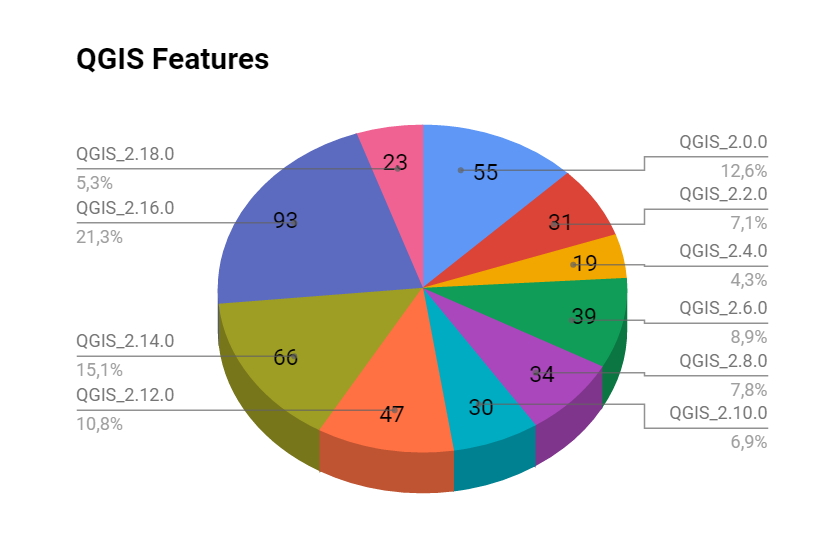 QGIS Features
QGIS_2.18.0
5,3%
QGIS_2.16.0
21,3%
QGIS_2.14.0
15,1%
QGIS_2.12.0
10,8%
23
55
93
31
19
39
66
34
30
47
QGIS_2.0.0
12,6%
QGIS_2.2.0
7,1%
QGIS_2.4.0
4,3%
QGIS_2.6.0
8,9%
QGIS_2.8.0
7,8%
QGIS_2.10.0
6,9%